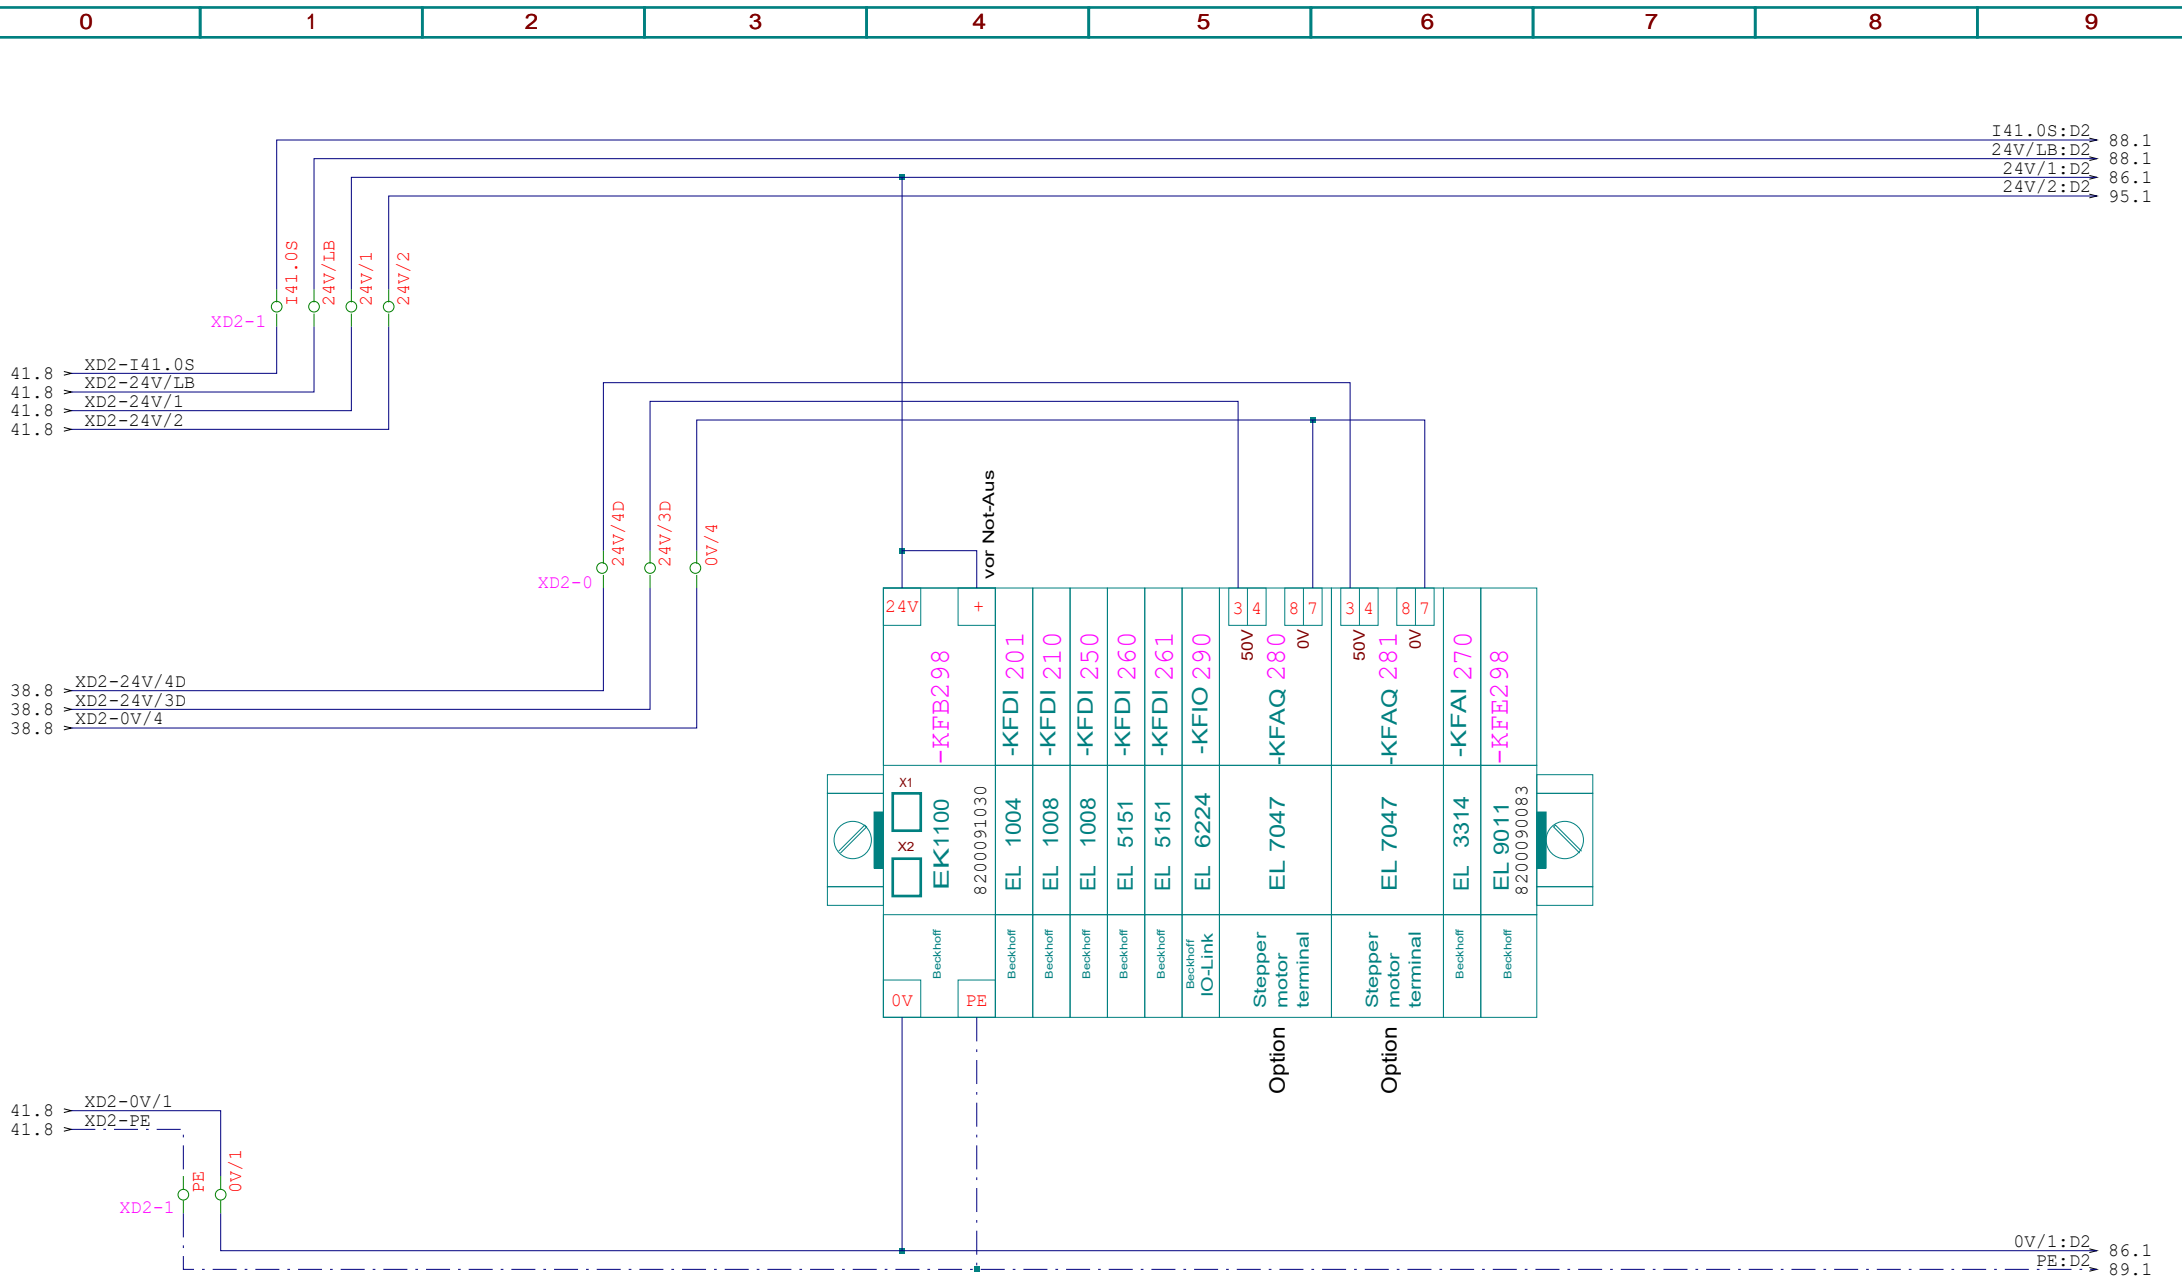 0 1 2 3 4 5 6 7 8 9
I41.0S:D2 88.1
24V/LB:D2 88.1
24V/1:D2 86.1
24V/2:D2 95.1
I41.0S
24V/LB
24V/1
24V/2
XD2-1
41.8 XD2-I41.0S
41.8 XD2-24V/LB
41.8 XD2-24V/1
41.8 XD2-24V/2
24V/4D
24V/3D
0V/4
XD2-0
38.8 XD2-24V/4D
38.8 XD2-24V/3D
38.8 XD2-0V/4
vor Not-Aus
24V
+
3 4
8 7
3 4
8 7
50V
0V
50V
0V
-KFB298
-KFDI 201
-KFDI 210
-KFDI 250
-KFDI 260
-KFDI 261
-KFIO 290
-KFAQ 280
-KFAQ 281
-KFAI 270
-KFE298
X1
X2
EK1100
8200091030
EL 1004
EL 1008
EL 1008
EL 5151
EL 5151
EL 6224
EL 7047
EL 7047
EL 3314
EL 9011
8200090083
Beckhoff
Beckhoff
Beckhoff
Beckhoff
Beckhoff
Beckhoff
Beckhoff
IO-Link
Stepper
motor
terminal
Stepper
motor
terminal
Beckhoff
Beckhoff
0V
PE
Option
Option
41.8 XD2-0V/1
41.8 XD2-PE
PE
0V/1
XD2-1
0V/1:D2 86.1
PE:D2 89.1